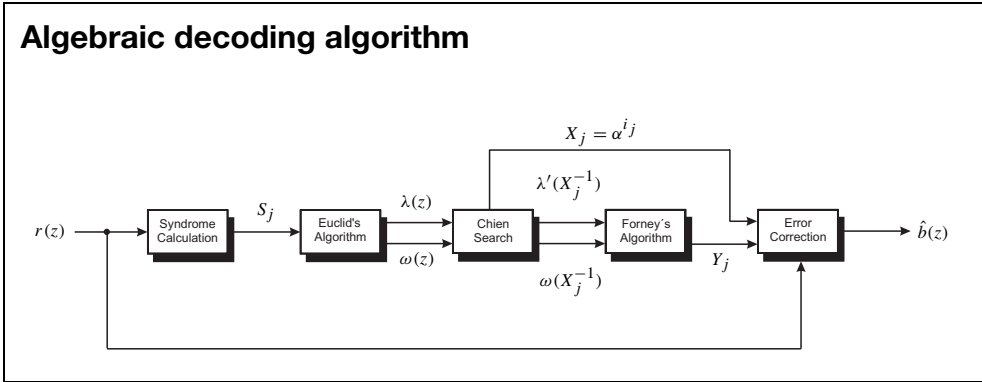 Algebraic decoding algorithm
X_j = α^{i_j}
λ′(X_j^{-1})
λ(z)
S_j
r(z)
Syndrome
Calculation
Euclid's
Algorithm
Chien
Search
Forney´s
Algorithm
Error
Correction
b̂(z)
ω(z)
Y_j
ω(X_j^{-1})